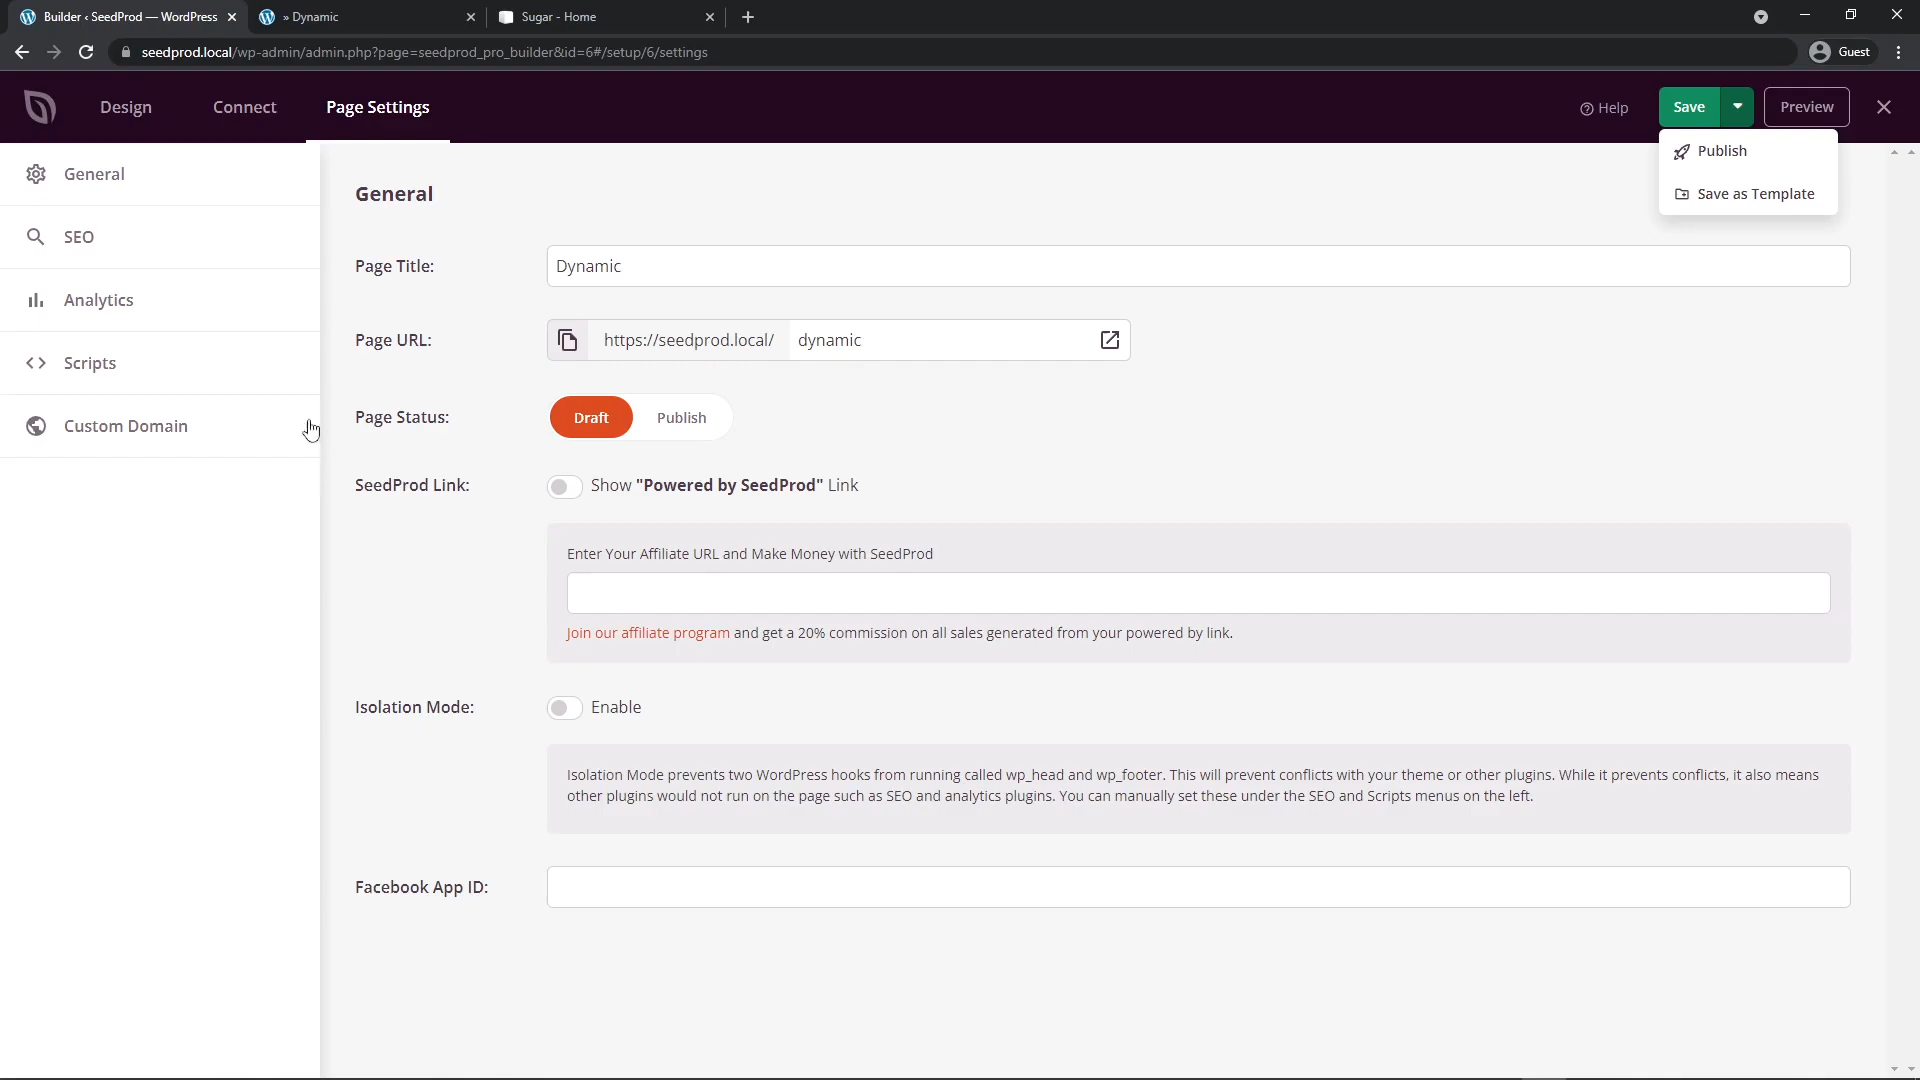 Builder ‹ SeedProd — WordPress
» Dynamic
Sugar - Home
seedprod.local/wp-admin/admin.php?page=seedprod_pro_builder&id=6#/setup/6/settings
Guest
Design
Connect
Page Settings
Help
Save
Preview
Publish
Save as Template
General
SEO
Analytics
Scripts
Custom Domain
General
Page Title:
Dynamic
Page URL:
https://seedprod.local/
dynamic
Page Status:
Draft
Publish
SeedProd Link:
Show "Powered by SeedProd" Link
Enter Your Affiliate URL and Make Money with SeedProd
Join our affiliate program and get a 20% commission on all sales generated from your powered by link.
Isolation Mode:
Enable
Isolation Mode prevents two WordPress hooks from running called wp_head and wp_footer. This will prevent conflicts with your theme or other plugins. While it prevents conflicts, it also means
other plugins would not run on the page such as SEO and analytics plugins. You can manually set these under the SEO and Scripts menus on the left.
Facebook App ID: